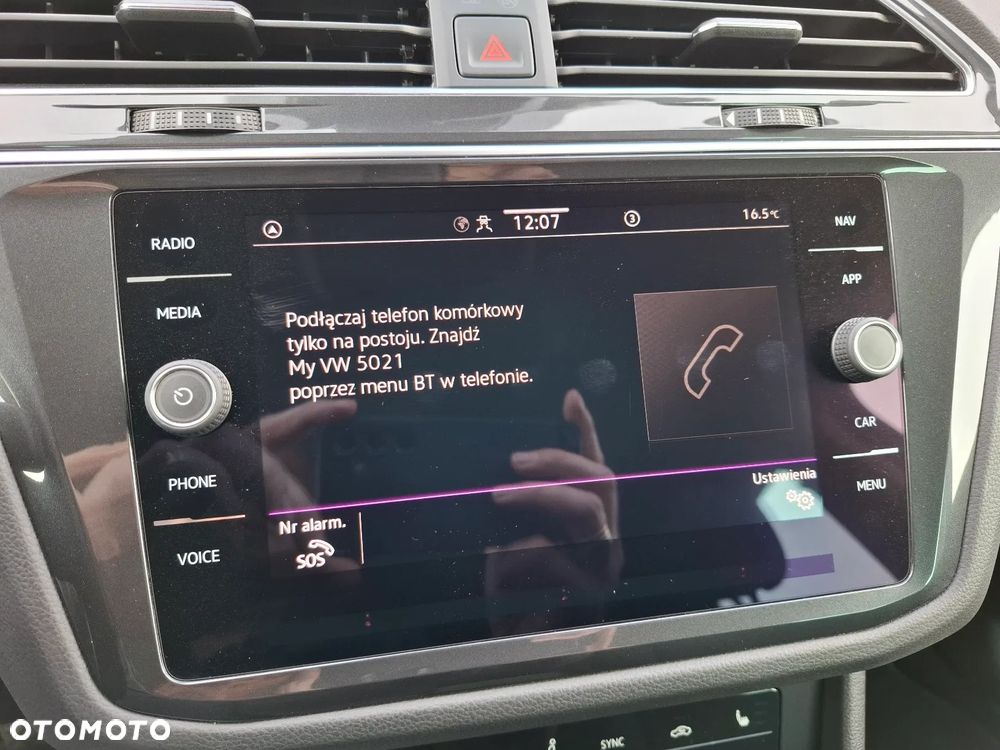 RADIO
MEDIA
PHONE
VOICE
12:07
3
16.5°C
Podłączaj telefon komórkowy
tylko na postoju. Znajdź
My VW 5021
poprzez menu BT w telefonie.
Ustawienia
Nr alarm.
SOS
NAV
APP
CAR
MENU
SYNC
OTOMOTO